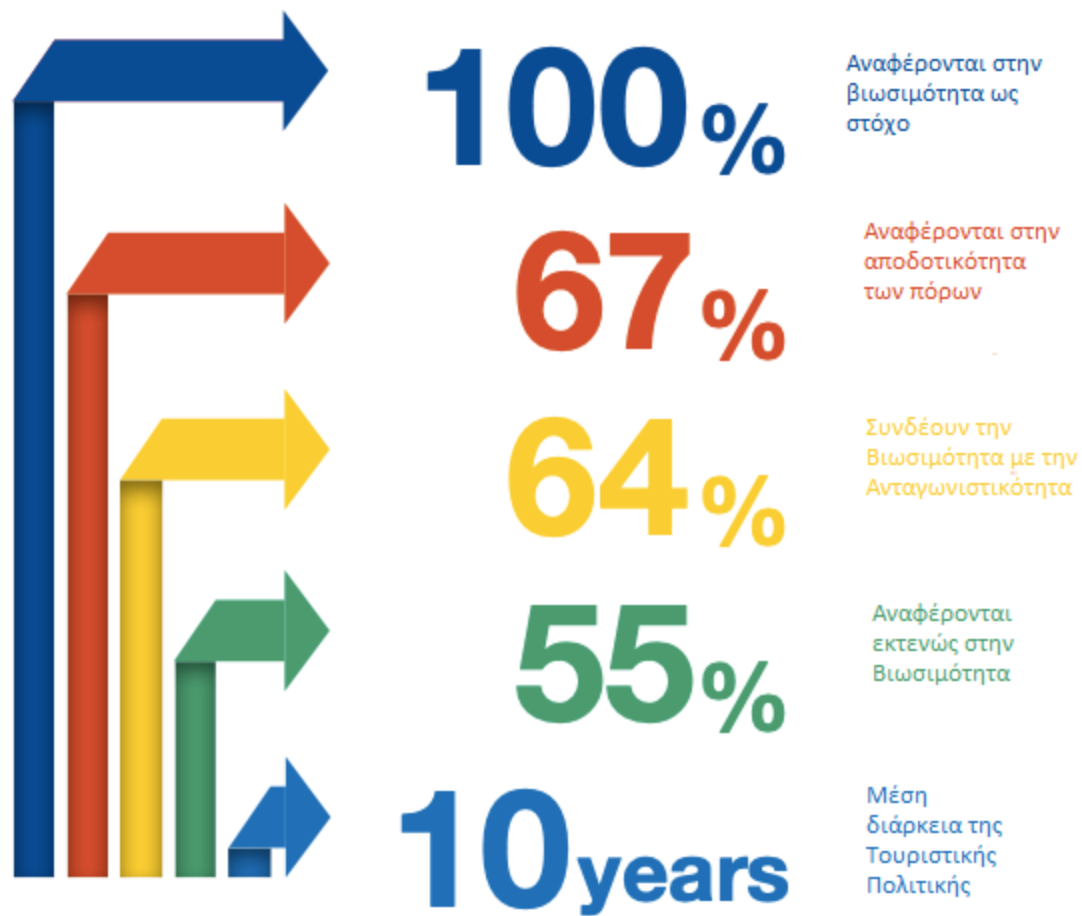 100%
Αναφέρονται στην
βιωσιμότητα ως
στόχο
67%
Αναφέρονται στην
αποδοτικότητα
των πόρων
64%
Συνδέουν την
Βιωσιμότητα με την
Ανταγωνιστικότητα
55%
Αναφέρονται
εκτενώς στην
Βιωσιμότητα
10years
Μέση
διάρκεια της
Τουριστικής
Πολιτικής